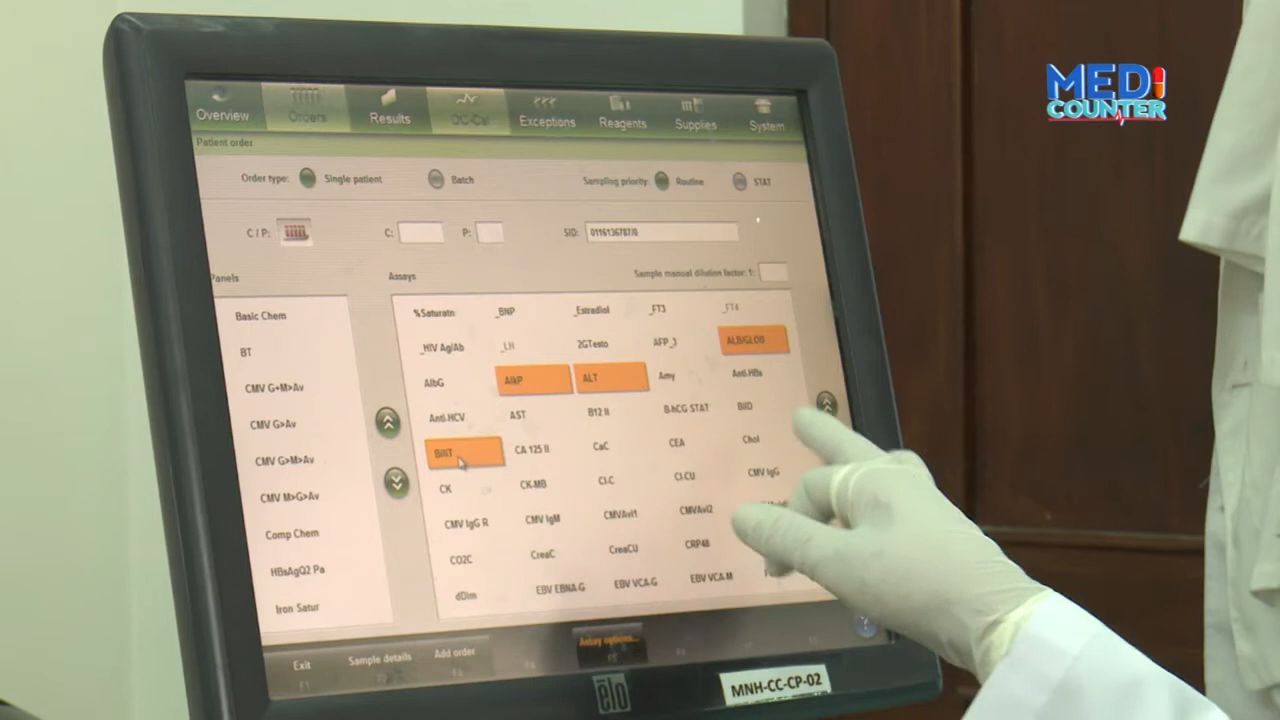 MEDI
COUNTER
Overview Orders Results QC/Cal Exceptions Reagents Supplies System
Patient order
Order type: Single patient Batch Sampling priority: Routine STAT
C / P: C: P: SID: 0116136787/0
Panels Assays Sample manual dilution factor: 1:
Basic Chem
BT
CMV G+M>Av
CMV G>Av
CMV G>M>Av
CMV M>G>Av
Comp Chem
HBsAgQ2 Pa
Iron Satur
%Saturatn _BNP _Estradiol _FT3 _FT4
_HIV Ag/Ab _LH 2GTesto AFP_3 ALB/GLOB
AlbG AlkP ALT Amy Anti-HBs
Anti-HCV AST B12 II B-hCG STAT BilD
BilIT CA 125 II CaC CEA Chol
CK CK-MB Cl-C Cl-CU CMV IgG
CMV IgG R CMV IgM CMVAvi1 CMVAvi2
CO2C CreaC CreaCU CRP48
dDim EBV EBNA-G EBV VCA-G EBV VCA-M
Exit Sample details Add order Assay options...
F1 F5
elo
MNH-CC-CP-02